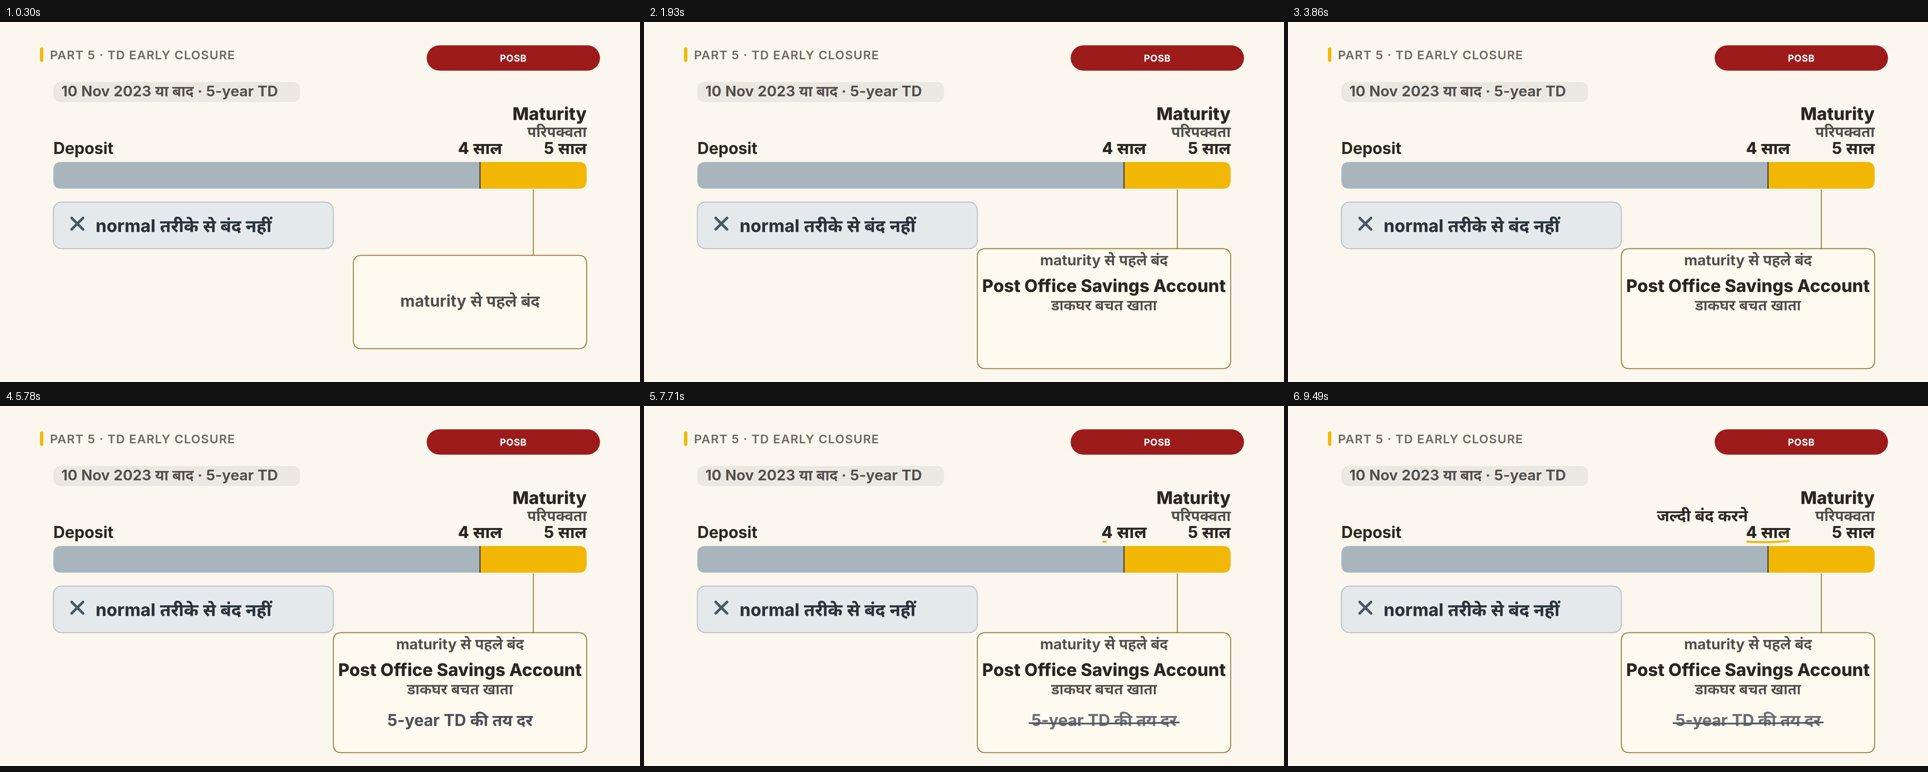 1. 0.30s
PART 5 · TD EARLY CLOSURE
POSB
10 Nov 2023 या बाद · 5-year TD
Maturity
परिपक्वता
Deposit
4 साल
5 साल
✕ normal तरीके से बंद नहीं
maturity से पहले बंद
2. 1.93s
PART 5 · TD EARLY CLOSURE
POSB
10 Nov 2023 या बाद · 5-year TD
Maturity
परिपक्वता
Deposit
4 साल
5 साल
✕ normal तरीके से बंद नहीं
maturity से पहले बंद
Post Office Savings Account
डाकघर बचत खाता
3. 3.86s
PART 5 · TD EARLY CLOSURE
POSB
10 Nov 2023 या बाद · 5-year TD
Maturity
परिपक्वता
Deposit
4 साल
5 साल
✕ normal तरीके से बंद नहीं
maturity से पहले बंद
Post Office Savings Account
डाकघर बचत खाता
4. 5.78s
PART 5 · TD EARLY CLOSURE
POSB
10 Nov 2023 या बाद · 5-year TD
Maturity
परिपक्वता
Deposit
4 साल
5 साल
✕ normal तरीके से बंद नहीं
maturity से पहले बंद
Post Office Savings Account
डाकघर बचत खाता
5-year TD की तय दर
5. 7.71s
PART 5 · TD EARLY CLOSURE
POSB
10 Nov 2023 या बाद · 5-year TD
Maturity
परिपक्वता
Deposit
4 साल
5 साल
✕ normal तरीके से बंद नहीं
maturity से पहले बंद
Post Office Savings Account
डाकघर बचत खाता
5-year TD की तय दर
6. 9.49s
PART 5 · TD EARLY CLOSURE
POSB
10 Nov 2023 या बाद · 5-year TD
Maturity
जल्दी बंद करने
परिपक्वता
Deposit
4 साल
5 साल
✕ normal तरीके से बंद नहीं
maturity से पहले बंद
Post Office Savings Account
डाकघर बचत खाता
5-year TD की तय दर